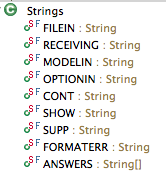 Strings
S F FILEIN : String
S F RECEIVING : String
S F MODELIN : String
S F OPTIONIN : String
S F CONT : String
S F SHOW : String
S F SUPP : String
S F FORMATERR : String
S F ANSWERS : String[]